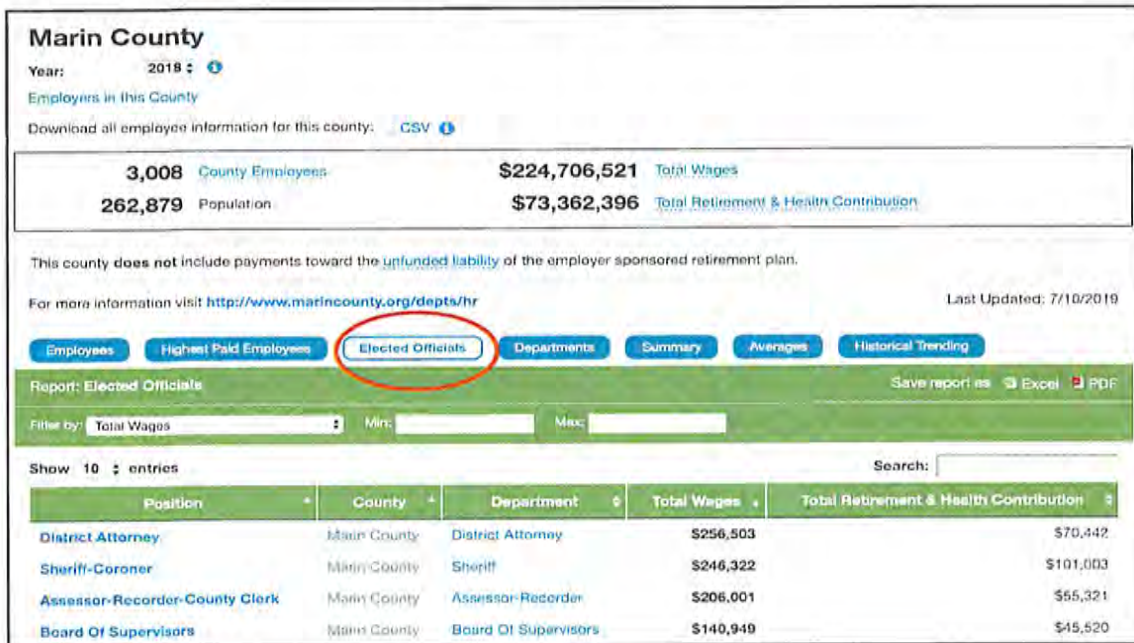 Marin County
Year: 2018
Employers in this County
Download all employee information for this county: CSV
3,008 County Employees $224,706,521 Total Wages
262,879 Population $73,362,396 Total Retirement & Health Contribution
This county does not include payments toward the unfunded liability of the employer sponsored retirement plan.
For more information visit http://www.marincounty.org/depts/hr Last Updated: 7/10/2019
Employees Highest Paid Employees Elected Officials Departments Summary Averages Historical Trending
Report: Elected Officials Save report as Excel PDF
Filter by: Total Wages Min: Max:
Show 10 entries Search:
Position County Department Total Wages Total Retirement & Health Contribution
District Attorney Marin County District Attorney $256,503 $70,442
Sheriff-Coroner Marin County Sheriff $246,322 $101,003
Assessor-Recorder-County Clerk Marin County Assessor-Recorder $206,001 $55,321
Board Of Supervisors Marin County Board Of Supervisors $140,949 $45,520